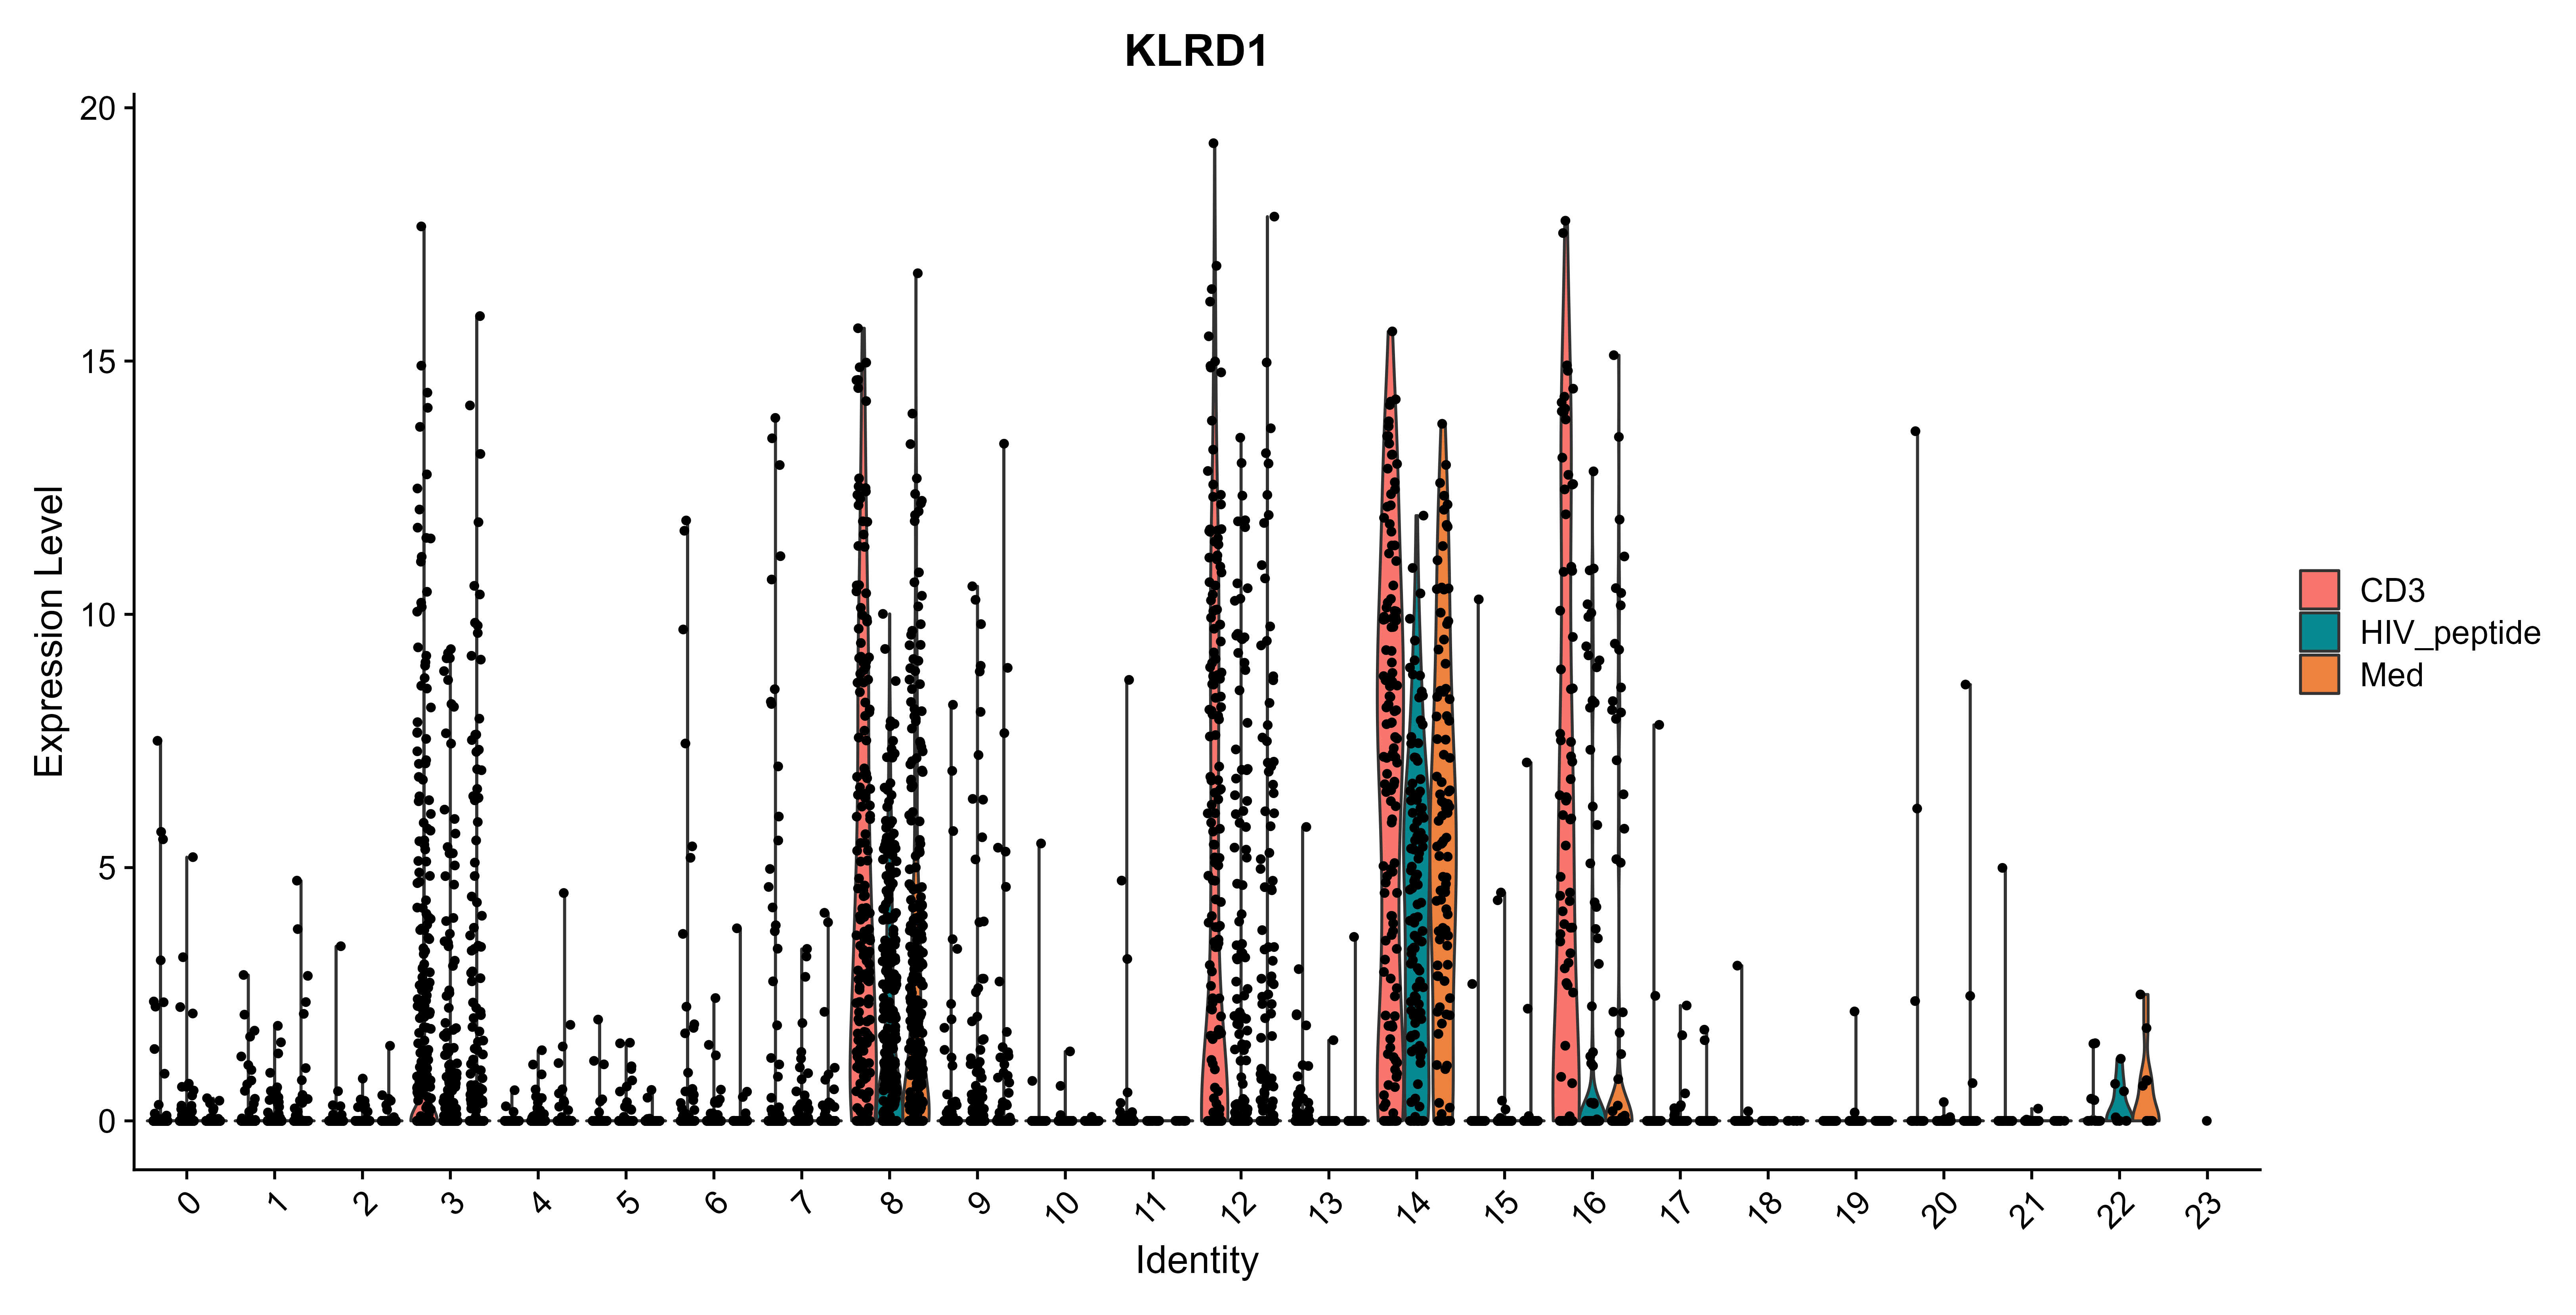 KLRD1
Expression Level
20
15
10
5
0
0 1 2 3 4 5 6 7 8 9 10 11 12 13 14 15 16 17 18 19 20 21 22 23
Identity
CD3
HIV_peptide
Med